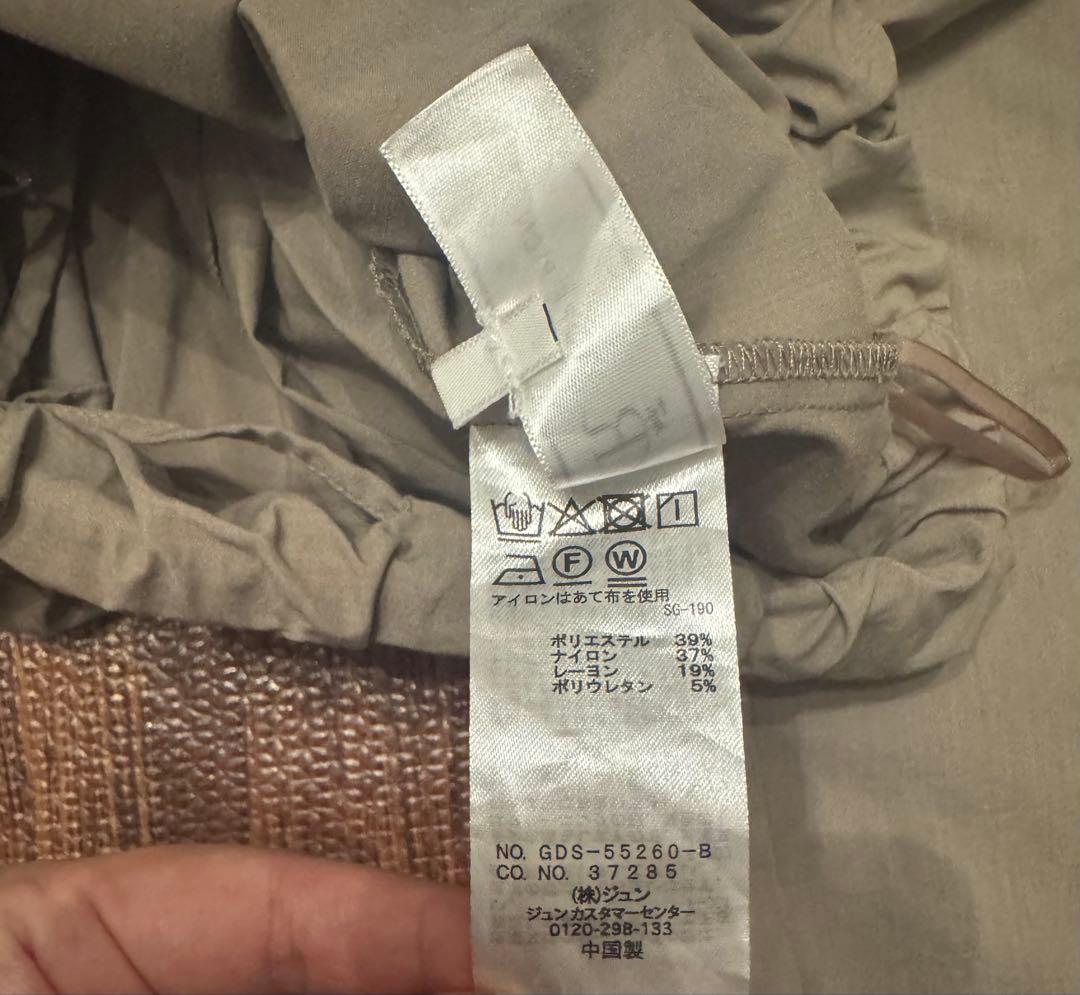 F W
アイロンはあて布を使用
SG-190
ポリエステル 39%
ナイロン 37%
レーヨン 19%
ポリウレタン 5%
NO. GDS-55260-B
CO. NO. 37285
(株)ジュン
ジュンカスタマーセンター
0120-298-133
中国製